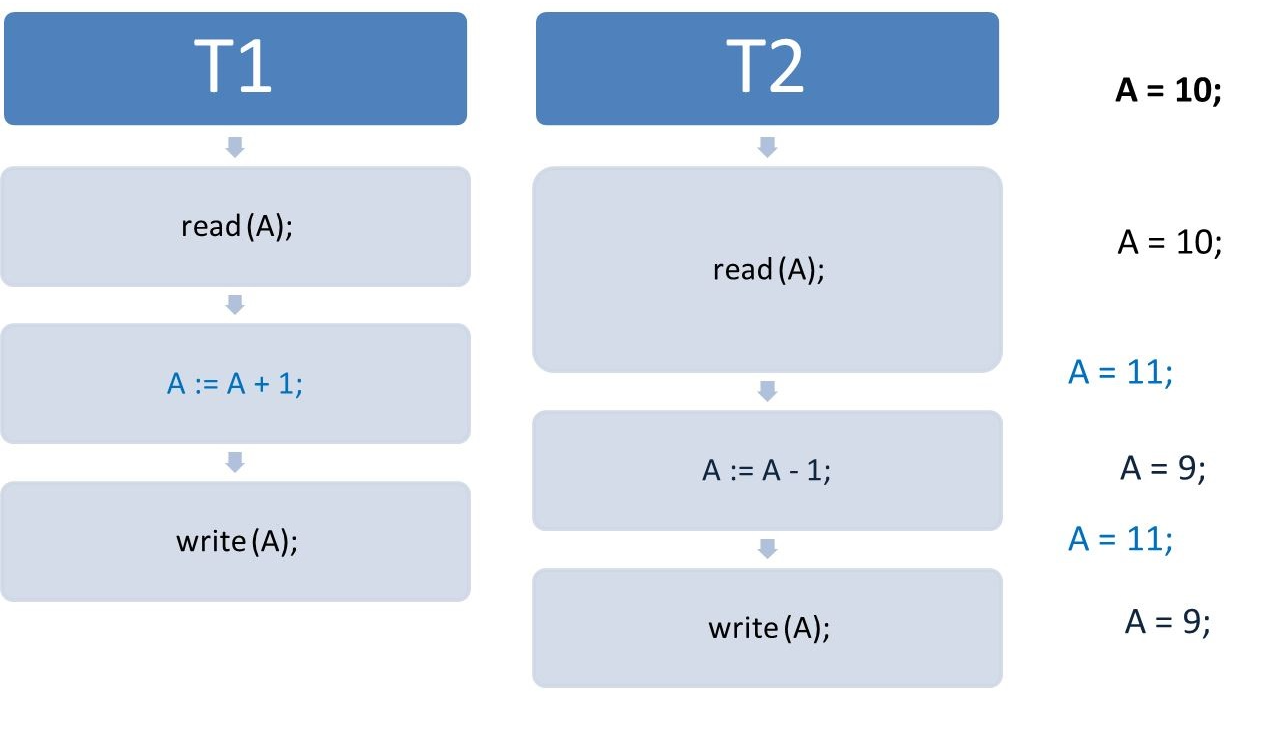 T1
read(A);
A := A + 1;
write(A);
T2
read(A);
A := A - 1;
write(A);
A = 10;
A = 10;
A = 11;
A = 9;
A = 11;
A = 9;